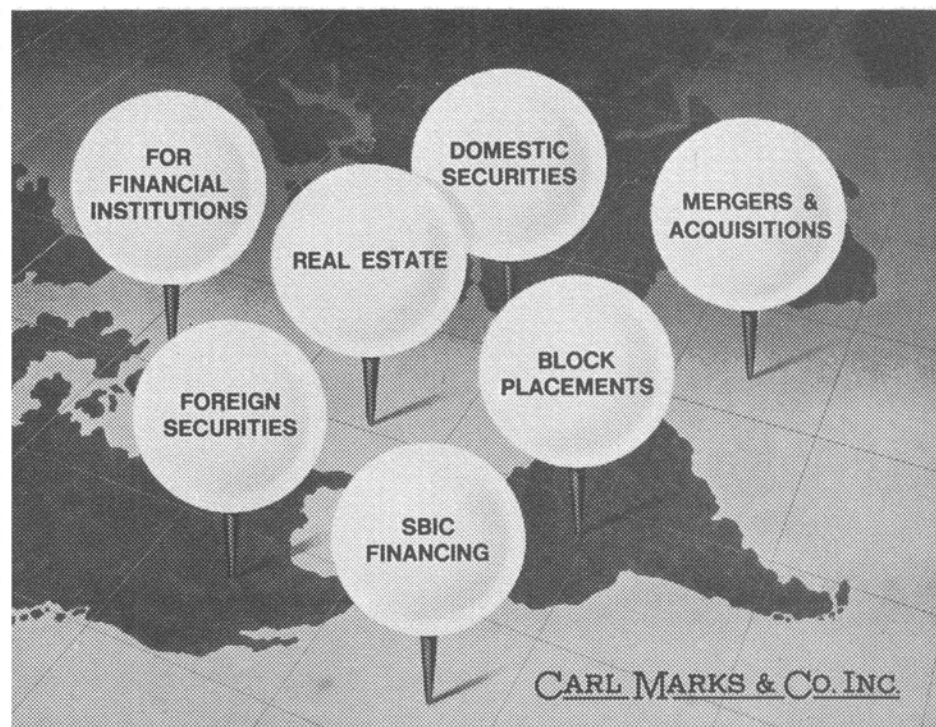 FOR
FINANCIAL
INSTITUTIONS
DOMESTIC
SECURITIES
MERGERS &
ACQUISITIONS
REAL ESTATE
BLOCK
PLACEMENTS
FOREIGN
SECURITIES
SBIC
FINANCING
CARL MARKS & CO. INC.